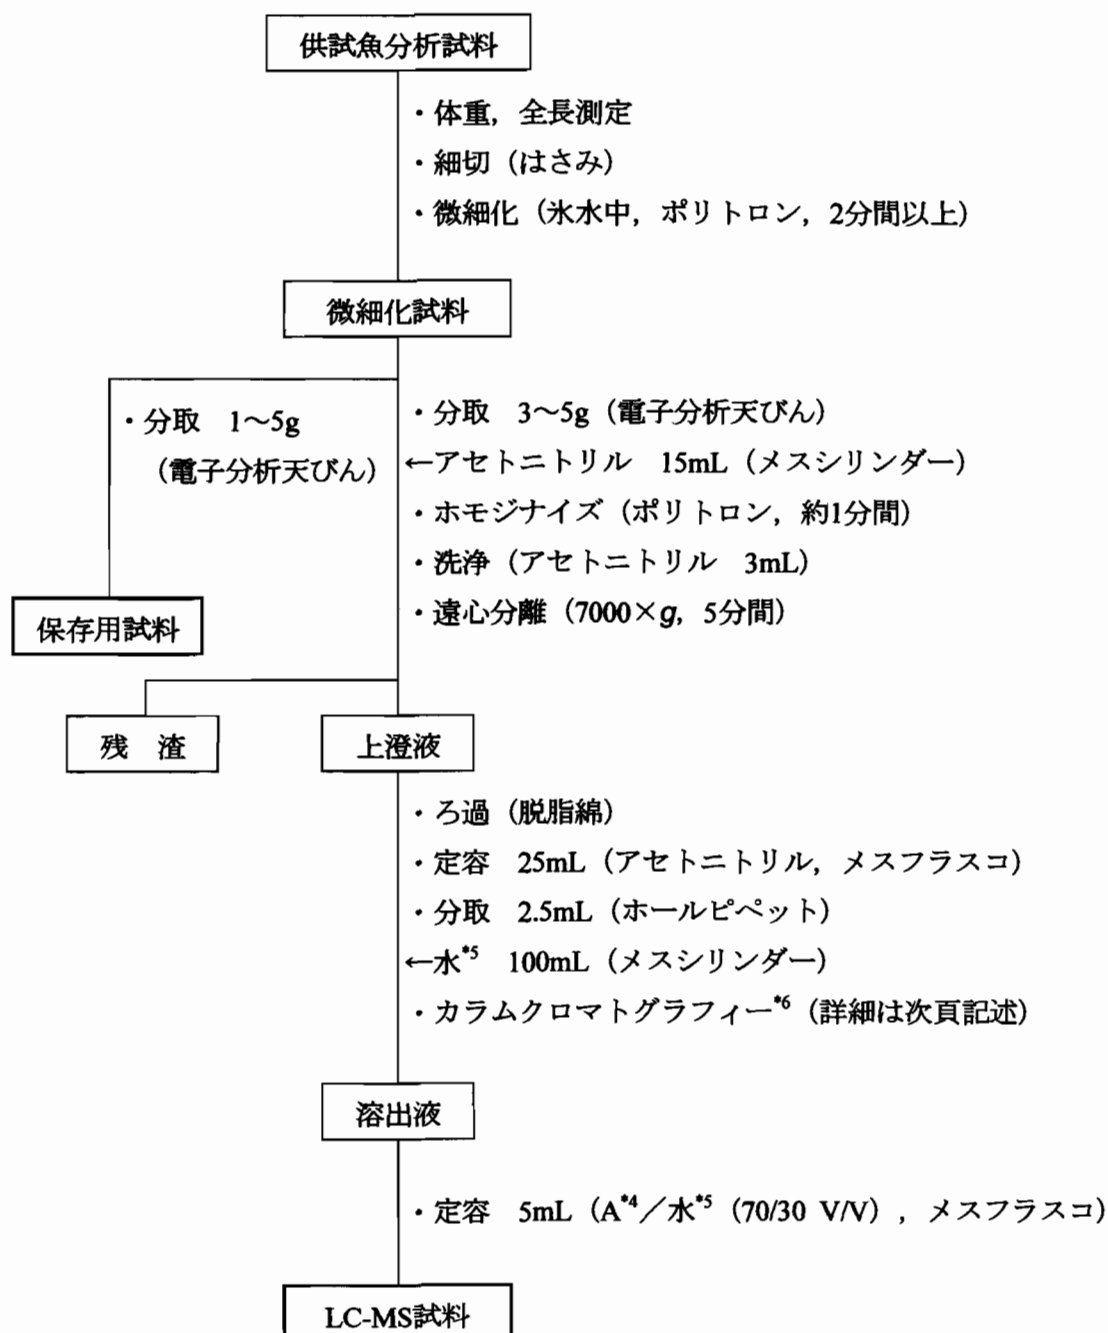 供試魚分析試料
・体重，全長測定
・細切（はさみ）
・微細化（氷水中，ポリトロン，2分間以上）
微細化試料
・分取　1～5g
（電子分析天びん）
・分取　3～5g（電子分析天びん）
←アセトニトリル　15mL（メスシリンダー）
・ホモジナイズ（ポリトロン，約1分間）
・洗浄（アセトニトリル　3mL）
・遠心分離（7000×g，5分間）
保存用試料
残　渣
上澄液
・ろ過（脱脂綿）
・定容　25mL（アセトニトリル，メスフラスコ）
・分取　2.5mL（ホールピペット）
←水*5　100mL（メスシリンダー）
・カラムクロマトグラフィー*6（詳細は次頁記述）
溶出液
・定容　5mL（A*4／水*5（70/30 V/V），メスフラスコ）
LC-MS試料